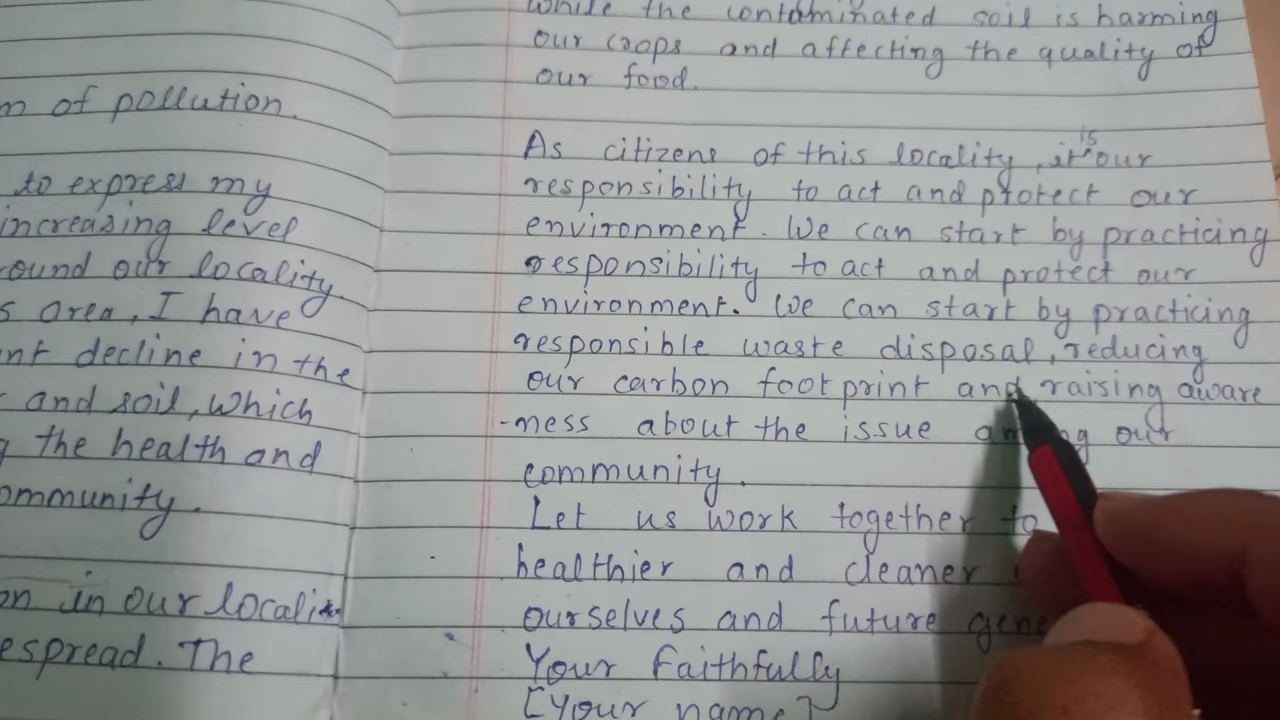 n of pollution.
to express my
increasing level
round our locality.
s area, I have
nt decline in the
and soil, which
the health and
ommunity.
on in our locali
espread. The
while the contaminated soil is harming
our crops and affecting the quality of
our food.
As citizens of this locality, it is our
responsibility to act and protect our
environment. We can start by practicing
responsibility to act and protect our
environment. We can start by practicing
responsible waste disposal, reducing
our carbon footprint and raising aware
-ness about the issue among our
community.
Let us work together to
healthier and cleaner
ourselves and future gene
Your Faithfully
[Your name]